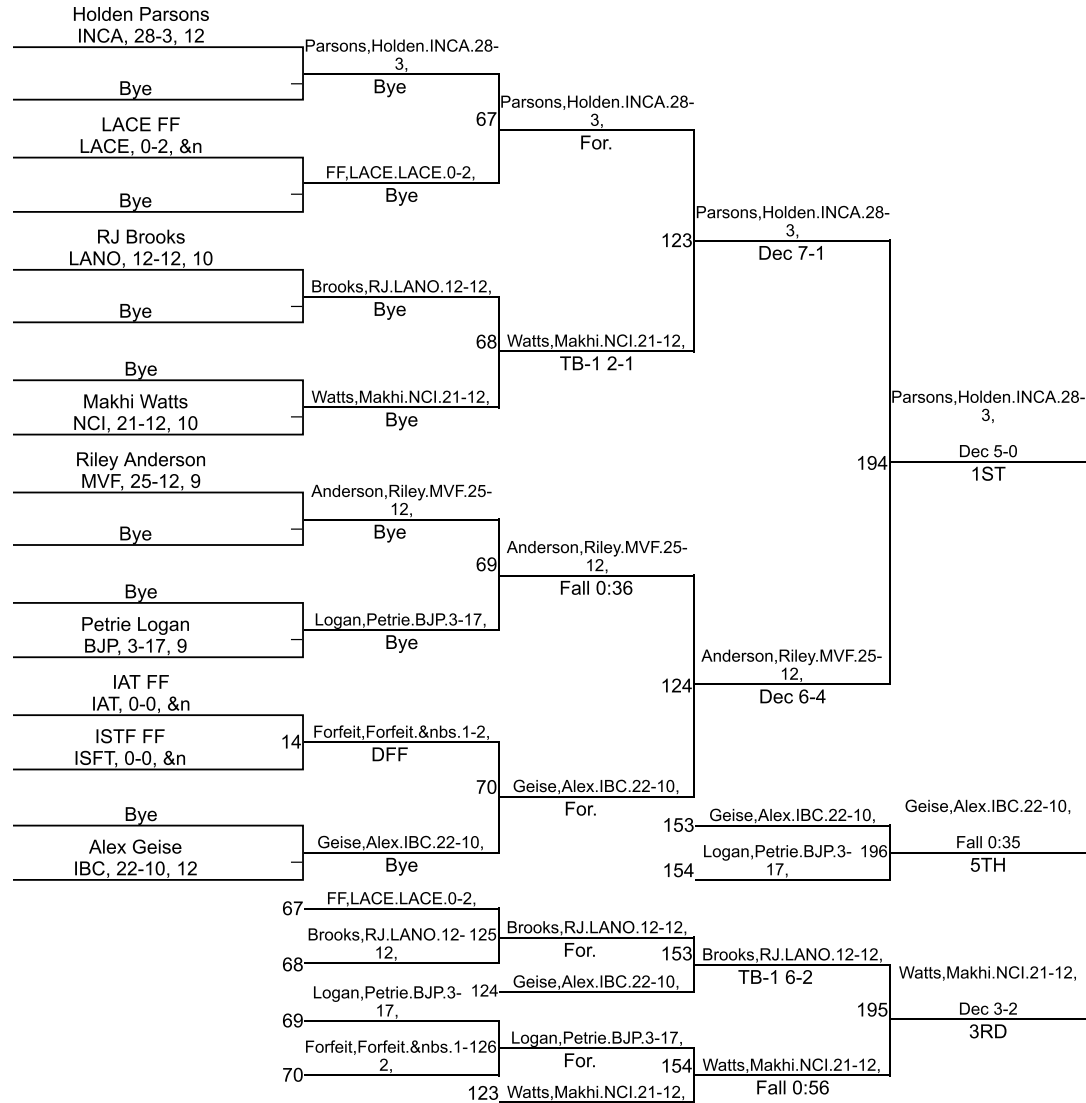 Holden Parsons
INCA, 28-3, 12
Bye
LACE FF
LACE, 0-2, &n
Bye
RJ Brooks
LANO, 12-12, 10
Bye
Bye
Makhi Watts
NCI, 21-12, 10
Riley Anderson
MVF, 25-12, 9
Bye
Bye
Petrie Logan
BJP, 3-17, 9
IAT FF
IAT, 0-0, &n
ISTF FF
ISFT, 0-0, &n
14
Bye
Alex Geise
IBC, 22-10, 12
Parsons,Holden.INCA.28-
3,
Bye
67
FF,LACE.LACE.0-2,
Bye
Brooks,RJ.LANO.12-12,
Bye
68
Watts,Makhi.NCI.21-12,
Bye
Anderson,Riley.MVF.25-
12,
Bye
69
Logan,Petrie.BJP.3-17,
Bye
Forfeit,Forfeit.&nbs.1-2,
DFF
70
Geise,Alex.IBC.22-10,
Bye
Parsons,Holden.INCA.28-
3,
For.
123
Watts,Makhi.NCI.21-12,
TB-1 2-1
Anderson,Riley.MVF.25-
12,
Fall 0:36
124
Geise,Alex.IBC.22-10,
For.
Parsons,Holden.INCA.28-
3,
Dec 7-1
194
Anderson,Riley.MVF.25-
12,
Dec 6-4
Parsons,Holden.INCA.28-
3,
Dec 5-0
1ST
153
Geise,Alex.IBC.22-10,
154
Logan,Petrie.BJP.3-
17,
196
Geise,Alex.IBC.22-10,
Fall 0:35
5TH
67
FF,LACE.LACE.0-2,
68
Brooks,RJ.LANO.12-
12,
125
69
Logan,Petrie.BJP.3-
17,
70
Forfeit,Forfeit.&nbs.1-
2,
126
Brooks,RJ.LANO.12-12,
For.
153
124
Geise,Alex.IBC.22-10,
Logan,Petrie.BJP.3-17,
For.
154
123
Watts,Makhi.NCI.21-12,
Brooks,RJ.LANO.12-12,
TB-1 6-2
195
Watts,Makhi.NCI.21-12,
Fall 0:56
Watts,Makhi.NCI.21-12,
Dec 3-2
3RD